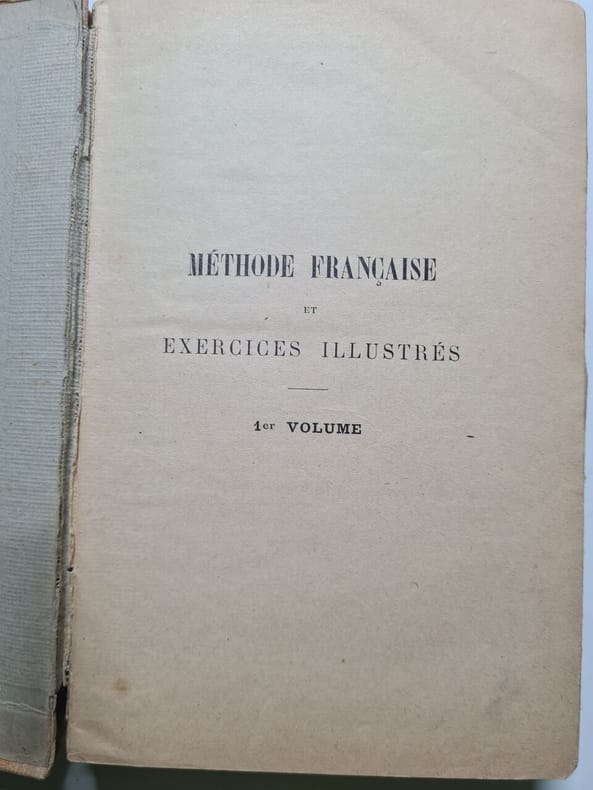 MÉTHODE FRANÇAISE
ET
EXERCICES ILLUSTRÉS
1er VOLUME